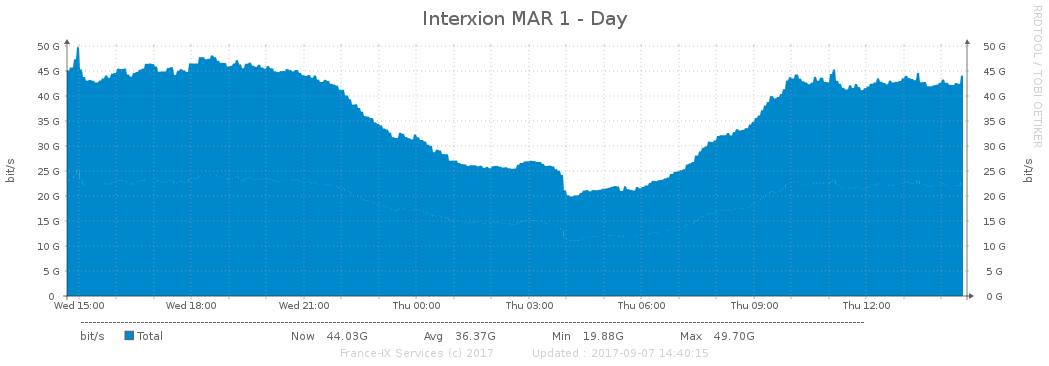 Interxion MAR 1 - Day
RRDTOOL / TOBI OETIKER
50 G 50 G
45 G 45 G
40 G 40 G
35 G 35 G
30 G 30 G
25 G 25 G
20 G 20 G
15 G 15 G
10 G 10 G
5 G 5 G
0 0 G
bit/s bit/s
Wed 15:00 Wed 18:00 Wed 21:00 Thu 00:00 Thu 03:00 Thu 06:00 Thu 09:00 Thu 12:00
bit/s Total Now 44.03G Avg 36.37G Min 19.88G Max 49.70G
France-IX Services (c) 2017 Updated : 2017-09-07 14:40:15